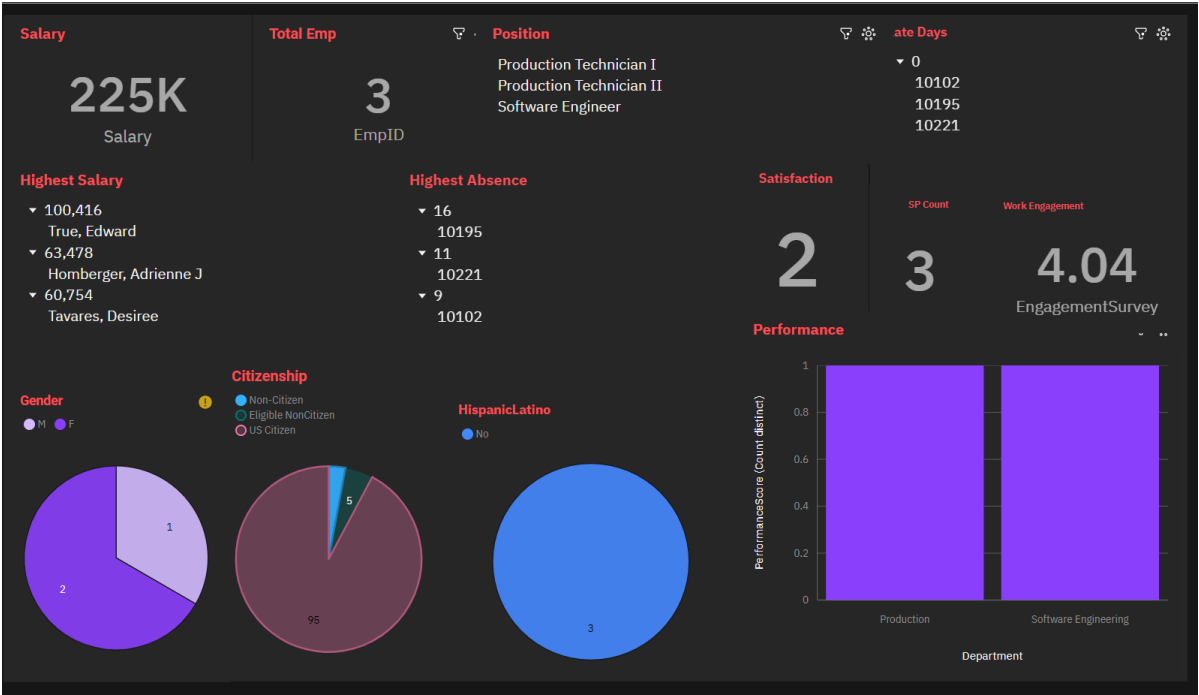 Salary
225K
Salary
Total Emp
3
EmpID
Position
Production Technician I
Production Technician II
Software Engineer
ate Days
0
10102
10195
10221
Highest Salary
100,416
True, Edward
63,478
Homberger, Adrienne J
60,754
Tavares, Desiree
Highest Absence
16
10195
11
10221
9
10102
Satisfaction
2
SP Count
3
Work Engagement
4.04
EngagementSurvey
Gender
M F
1
2
Citizenship
Non-Citizen
Eligible NonCitizen
US Citizen
5
95
HispanicLatino
No
3
Performance
PerformanceScore (Count distinct)
1
0.8
0.6
0.4
0.2
0
Production Software Engineering
Department